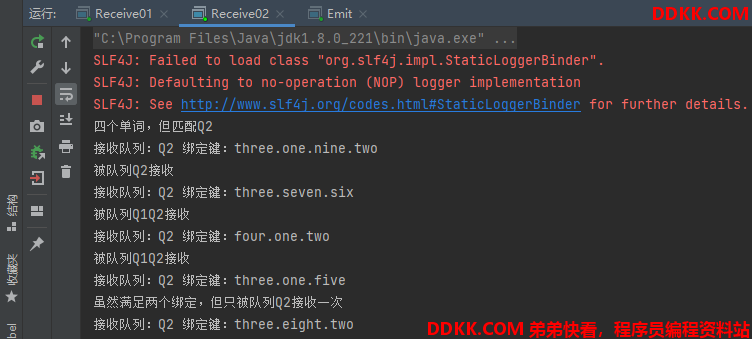 运行: Receive01 × Receive02 × Emit ×
DDKK.COM
"C:\Program Files\Java\jdk1.8.0_221\bin\java.exe" ...
SLF4J: Failed to load class "org.slf4j.impl.StaticLoggerBinder".
SLF4J: Defaulting to no-operation (NOP) logger implementation
SLF4J: See http://www.slf4j.org/codes.html#StaticLoggerBinder for further details.
四个单词，但匹配Q2
接收队列：Q2 绑定键：three.one.nine.two
被队列Q2接收
接收队列：Q2 绑定键：three.seven.six
被队列Q1Q2接收
接收队列：Q2 绑定键：four.one.two
被队列Q1Q2接收
接收队列：Q2 绑定键：three.one.five
虽然满足两个绑定，但只被队列Q2接收一次
接收队列：Q2 绑定键：three.eight.two
结构
收藏夹
bel
DDKK.COM 弟弟快看，程序员编程资料站